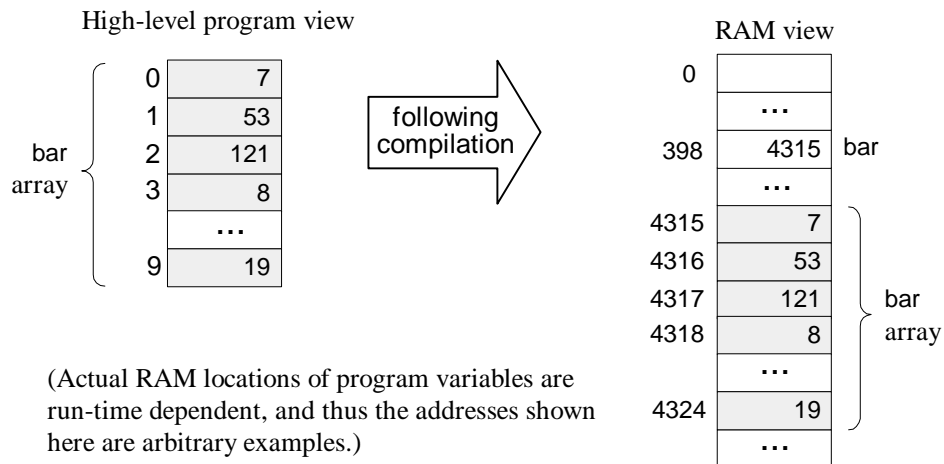 High-level program view
0 7
1 53
2 121
3 8
...
9 19
bar
array
following
compilation
RAM view
0
...
398 4315 bar
...
4315 7
4316 53
4317 121
4318 8
...
4324 19
...
bar
array
(Actual RAM locations of program variables are
run-time dependent, and thus the addresses shown
here are arbitrary examples.)